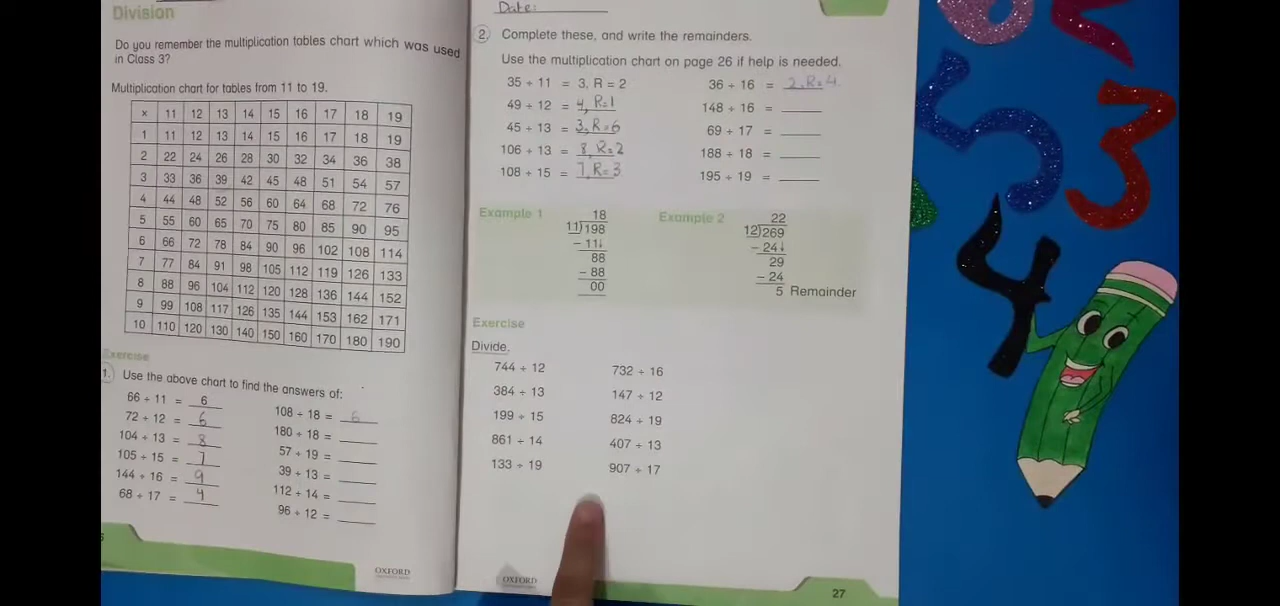 Division
Do you remember the multiplication tables chart which was used
in Class 3?
Multiplication chart for tables from 11 to 19.
× 11 12 13 14 15 16 17 18 19
1 11 12 13 14 15 16 17 18 19
2 22 24 26 28 30 32 34 36 38
3 33 36 39 42 45 48 51 54 57
4 44 48 52 56 60 64 68 72 76
5 55 60 65 70 75 80 85 90 95
6 66 72 78 84 90 96 102 108 114
7 77 84 91 98 105 112 119 126 133
8 88 96 104 112 120 128 136 144 152
9 99 108 117 126 135 144 153 162 171
10 110 120 130 140 150 160 170 180 190
Exercise
1. Use the above chart to find the answers of:
66 ÷ 11 = 6
72 ÷ 12 = 6
104 ÷ 13 = 8
105 ÷ 15 = 7
144 ÷ 16 = 9
68 ÷ 17 = 4
108 ÷ 18 = 6
180 ÷ 18 =
57 ÷ 19 =
39 ÷ 13 =
112 ÷ 14 =
96 ÷ 12 =
OXFORD
Date:
2 Complete these, and write the remainders.
Use the multiplication chart on page 26 if help is needed.
35 ÷ 11 = 3, R = 2
49 ÷ 12 = 4, R=1
45 ÷ 13 = 3, R=6
106 ÷ 13 = 8, R=2
108 ÷ 15 = 7, R=3
36 ÷ 16 = 2, R=4
148 ÷ 16 =
69 ÷ 17 =
188 ÷ 18 =
195 ÷ 19 =
Example 1
18
11)198
- 11↓
88
- 88
00
Example 2
22
12)269
- 24↓
29
- 24
5 Remainder
Exercise
Divide.
744 ÷ 12
384 ÷ 13
199 ÷ 15
861 ÷ 14
133 ÷ 19
732 ÷ 16
147 ÷ 12
824 ÷ 19
407 ÷ 13
907 ÷ 17
OXFORD
27
5
3
4